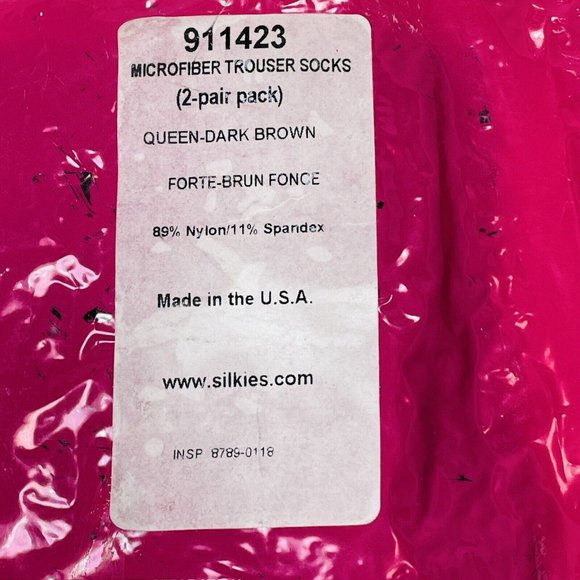 911423
MICROFIBER TROUSER SOCKS
(2-pair pack)
QUEEN-DARK BROWN
FORTE-BRUN FONCE
89% Nylon/11% Spandex
Made in the U.S.A.
www.silkies.com
INSP 8789-0118